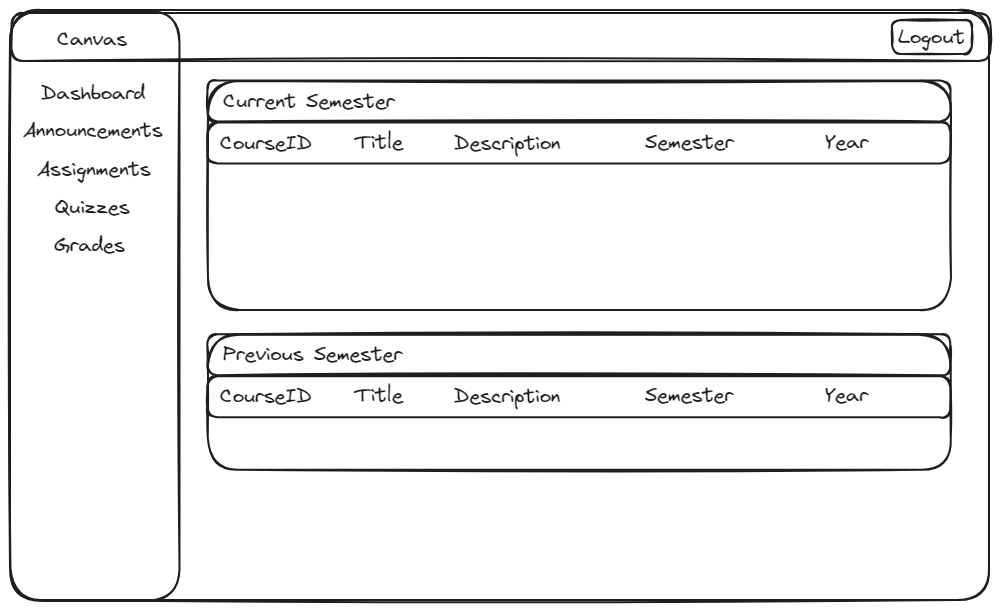 Canvas
Logout
Dashboard
Announcements
Assignments
Quizzes
Grades
Current Semester
CourseID Title Description Semester Year
Previous Semester
CourseID Title Description Semester Year